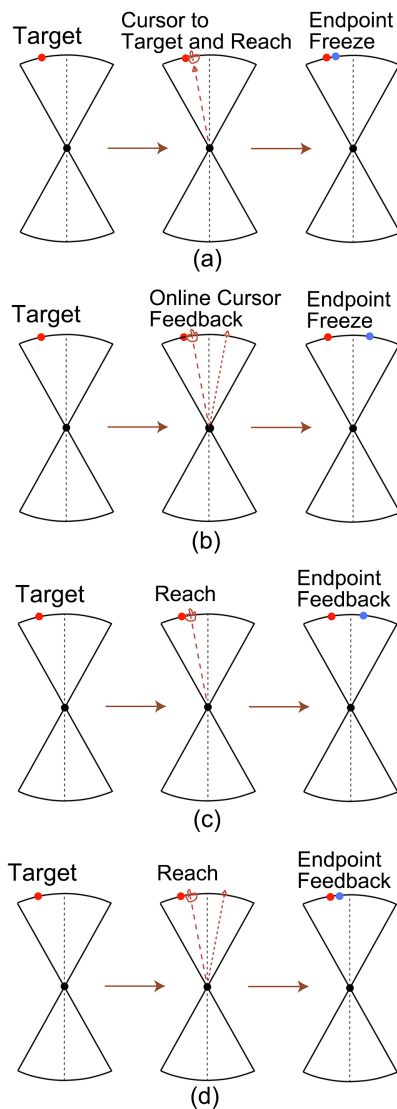 Target
Cursor to
Target and Reach
Endpoint
Freeze
(a)
Target
Online Cursor
Feedback
Endpoint
Freeze
(b)
Target
Reach
Endpoint
Feedback
(c)
Target
Reach
Endpoint
Feedback
(d)